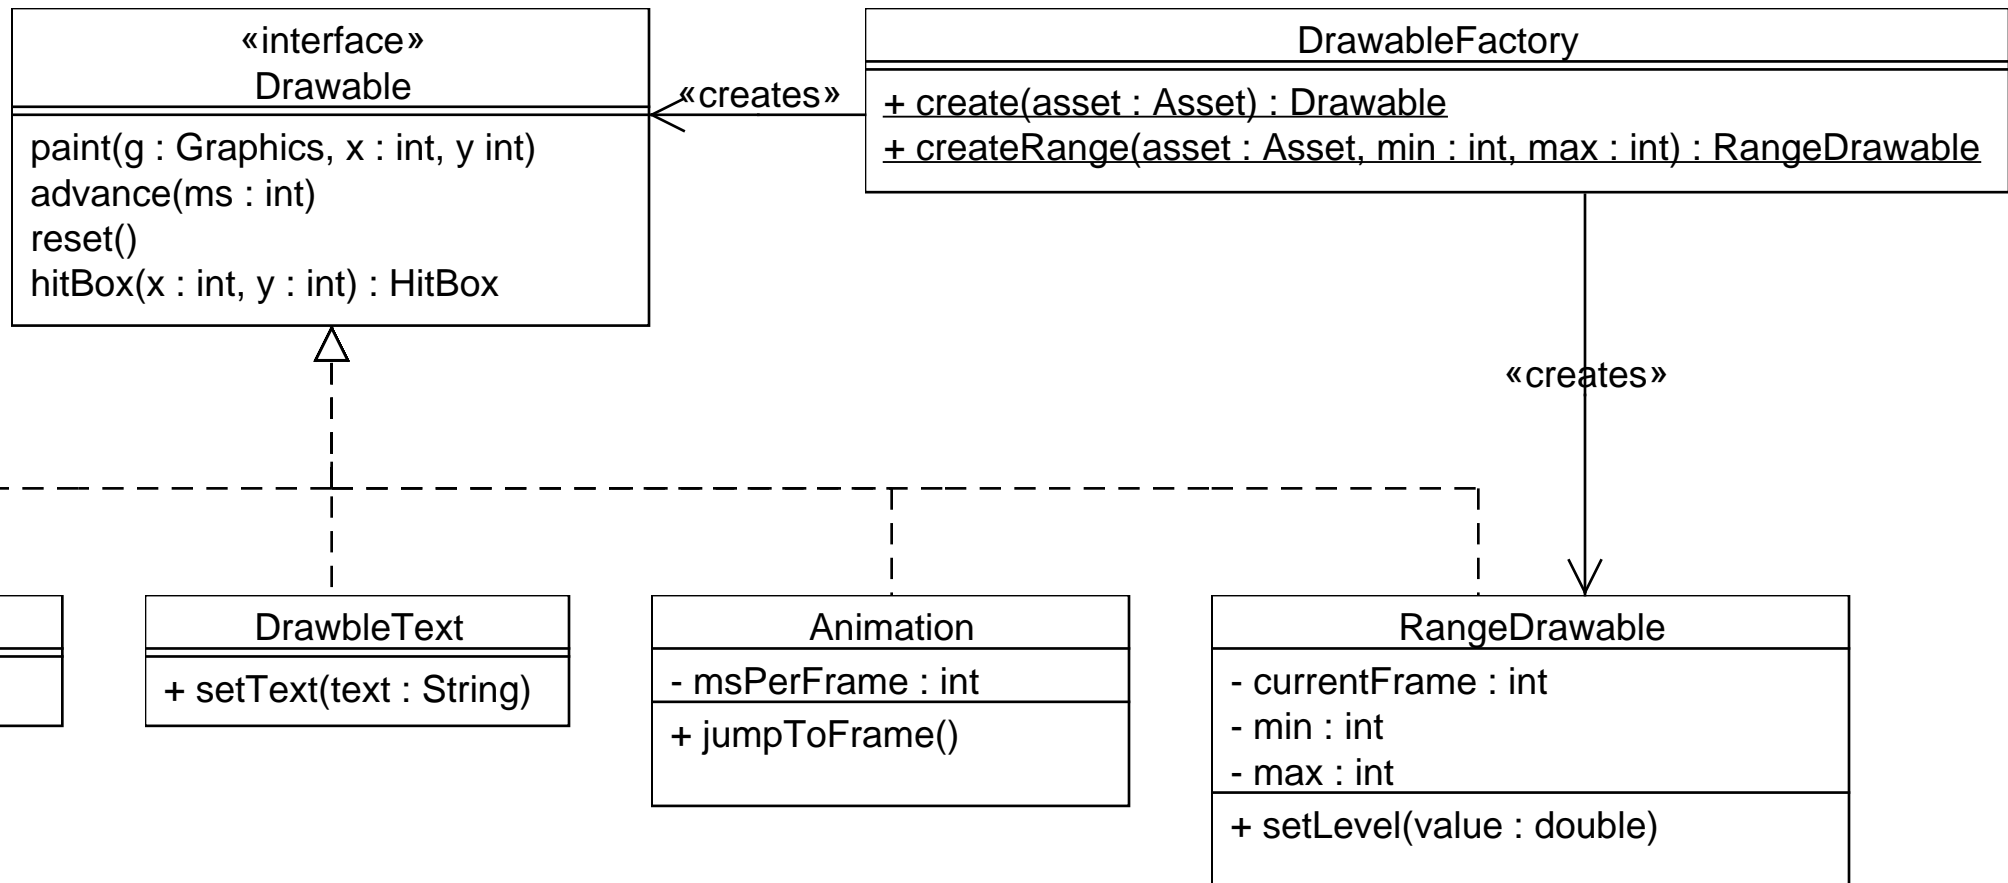 «interface»
Drawable
paint(g : Graphics, x : int, y int)
advance(ms : int)
reset()
hitBox(x : int, y : int) : HitBox
«creates»
DrawableFactory
+ create(asset : Asset) : Drawable
+ createRange(asset : Asset, min : int, max : int) : RangeDrawable
«creates»
DrawbleText
+ setText(text : String)
Animation
- msPerFrame : int
+ jumpToFrame()
RangeDrawable
- currentFrame : int
- min : int
- max : int
+ setLevel(value : double)